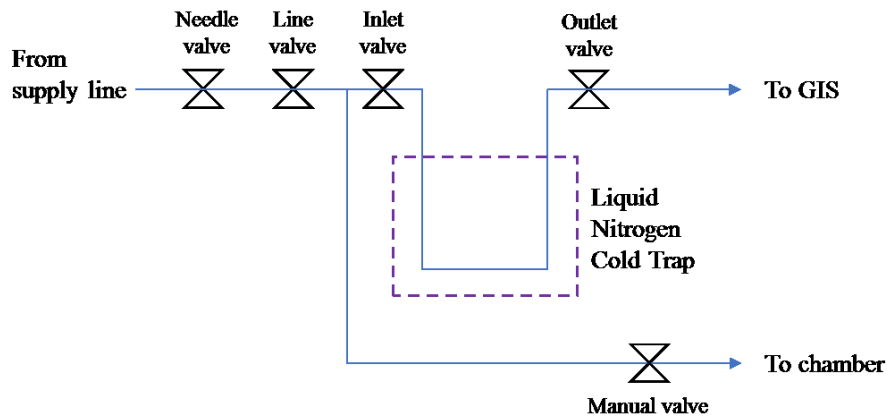 Needle
valve
Line
valve
Inlet
valve
Outlet
valve
From
supply line
To GIS
Liquid
Nitrogen
Cold Trap
To chamber
Manual valve